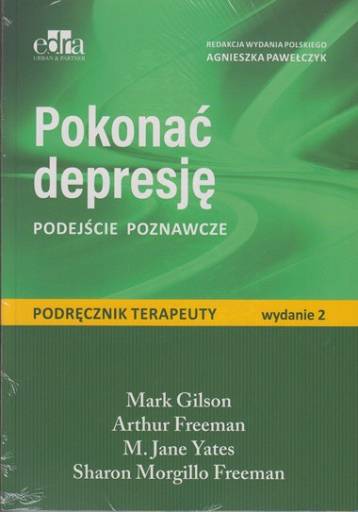 edra
URBAN & PARTNER
REDAKCJA WYDANIA POLSKIEGO
AGNIESZKA PAWEŁCZYK
Pokonać
depresję
PODEJŚCIE POZNAWCZE
PODRĘCZNIK TERAPEUTY wydanie 2
Mark Gilson
Arthur Freeman
M. Jane Yates
Sharon Morgillo Freeman